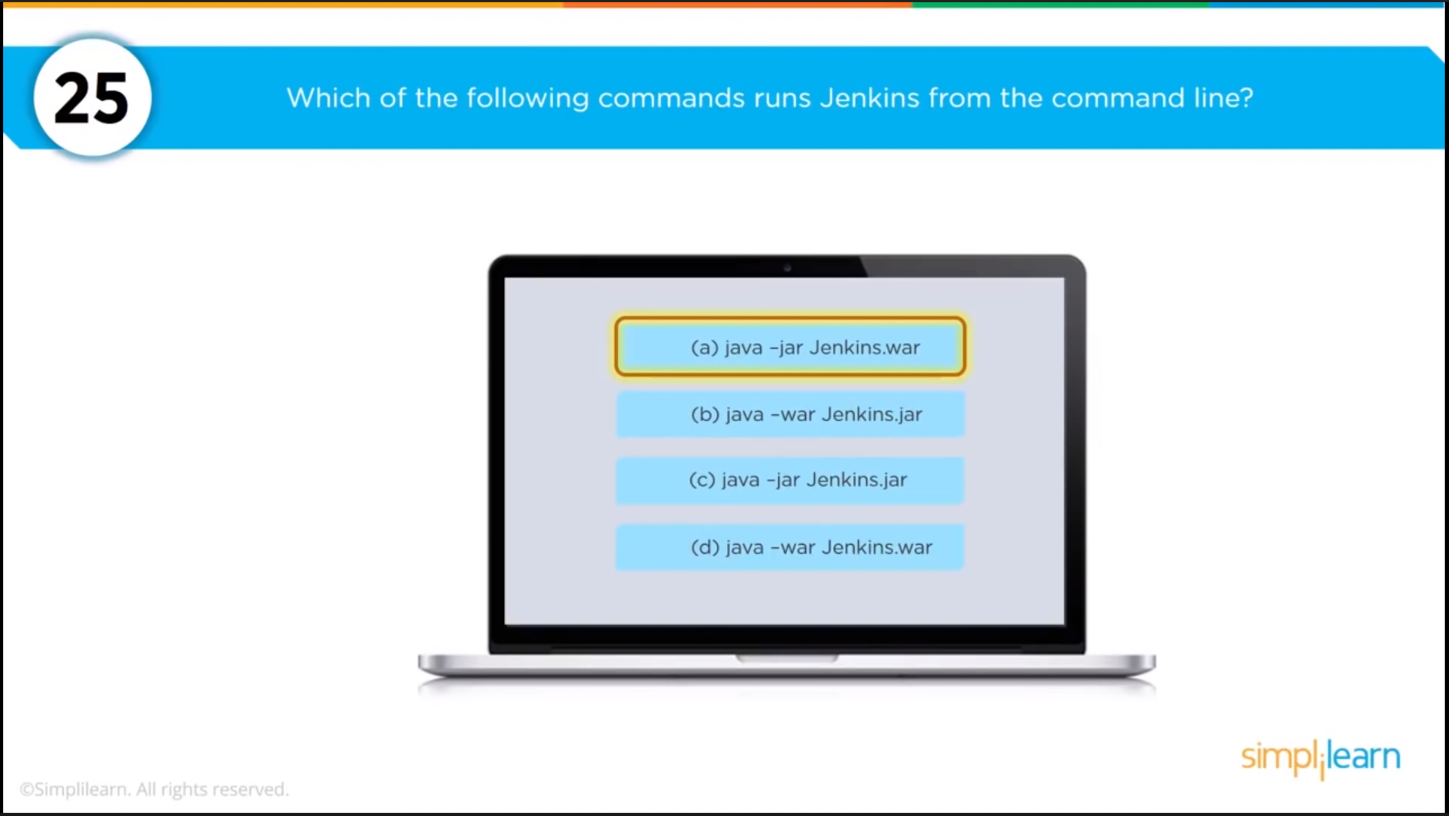 25
Which of the following commands runs Jenkins from the command line?
(a) java –jar Jenkins.war
(b) java –war Jenkins.jar
(c) java –jar Jenkins.jar
(d) java –war Jenkins.war
simplilearn
©Simplilearn. All rights reserved.